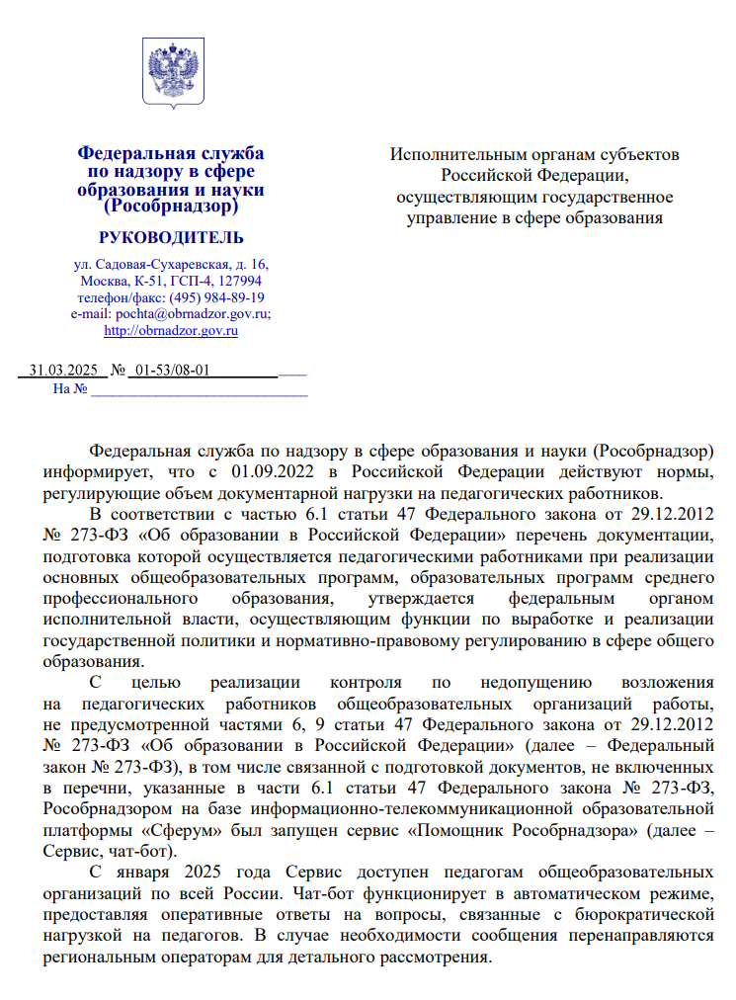 Федеральная служба
по надзору в сфере
образования и науки
(Рособрнадзор)
РУКОВОДИТЕЛЬ
ул. Садовая-Сухаревская, д. 16,
Москва, К-51, ГСП-4, 127994
телефон/факс: (495) 984-89-19
e-mail: pochta@obrnadzor.gov.ru;
http://obrnadzor.gov.ru
31.03.2025 № 01-53/08-01
На №
Исполнительным органам субъектов
Российской Федерации,
осуществляющим государственное
управление в сфере образования
Федеральная служба по надзору в сфере образования и науки (Рособрнадзор)
информирует, что с 01.09.2022 в Российской Федерации действуют нормы,
регулирующие объем документарной нагрузки на педагогических работников.
В соответствии с частью 6.1 статьи 47 Федерального закона от 29.12.2012
№ 273-ФЗ «Об образовании в Российской Федерации» перечень документации,
подготовка которой осуществляется педагогическими работниками при реализации
основных общеобразовательных программ, образовательных программ среднего
профессионального образования, утверждается федеральным органом
исполнительной власти, осуществляющим функции по выработке и реализации
государственной политики и нормативно-правовому регулированию в сфере общего
образования.
С целью реализации контроля по недопущению возложения
на педагогических работников общеобразовательных организаций работы,
не предусмотренной частями 6, 9 статьи 47 Федерального закона от 29.12.2012
№ 273-ФЗ «Об образовании в Российской Федерации» (далее – Федеральный
закон № 273-ФЗ), в том числе связанной с подготовкой документов, не включенных
в перечни, указанные в части 6.1 статьи 47 Федерального закона № 273-ФЗ,
Рособрнадзором на базе информационно-телекоммуникационной образовательной
платформы «Сферум» был запущен сервис «Помощник Рособрнадзора» (далее –
Сервис, чат-бот).
С января 2025 года Сервис доступен педагогам общеобразовательных
организаций по всей России. Чат-бот функционирует в автоматическом режиме,
предоставляя оперативные ответы на вопросы, связанные с бюрократической
нагрузкой на педагогов. В случае необходимости сообщения перенаправляются
региональным операторам для детального рассмотрения.